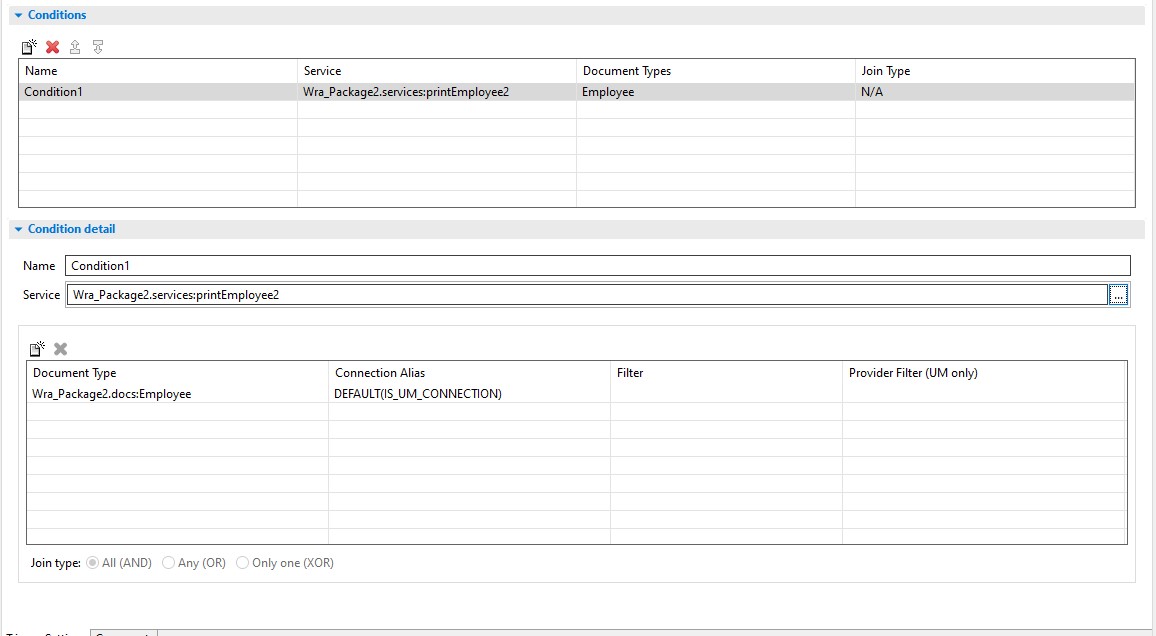 Conditions
Name Service Document Types Join Type
Condition1 Wra_Package2.services:printEmployee2 Employee N/A
Condition detail
Name Condition1
Service Wra_Package2.services:printEmployee2 ...
Document Type Connection Alias Filter Provider Filter (UM only)
Wra_Package2.docs:Employee DEFAULT(IS_UM_CONNECTION)
Join type: All (AND) Any (OR) Only one (XOR)